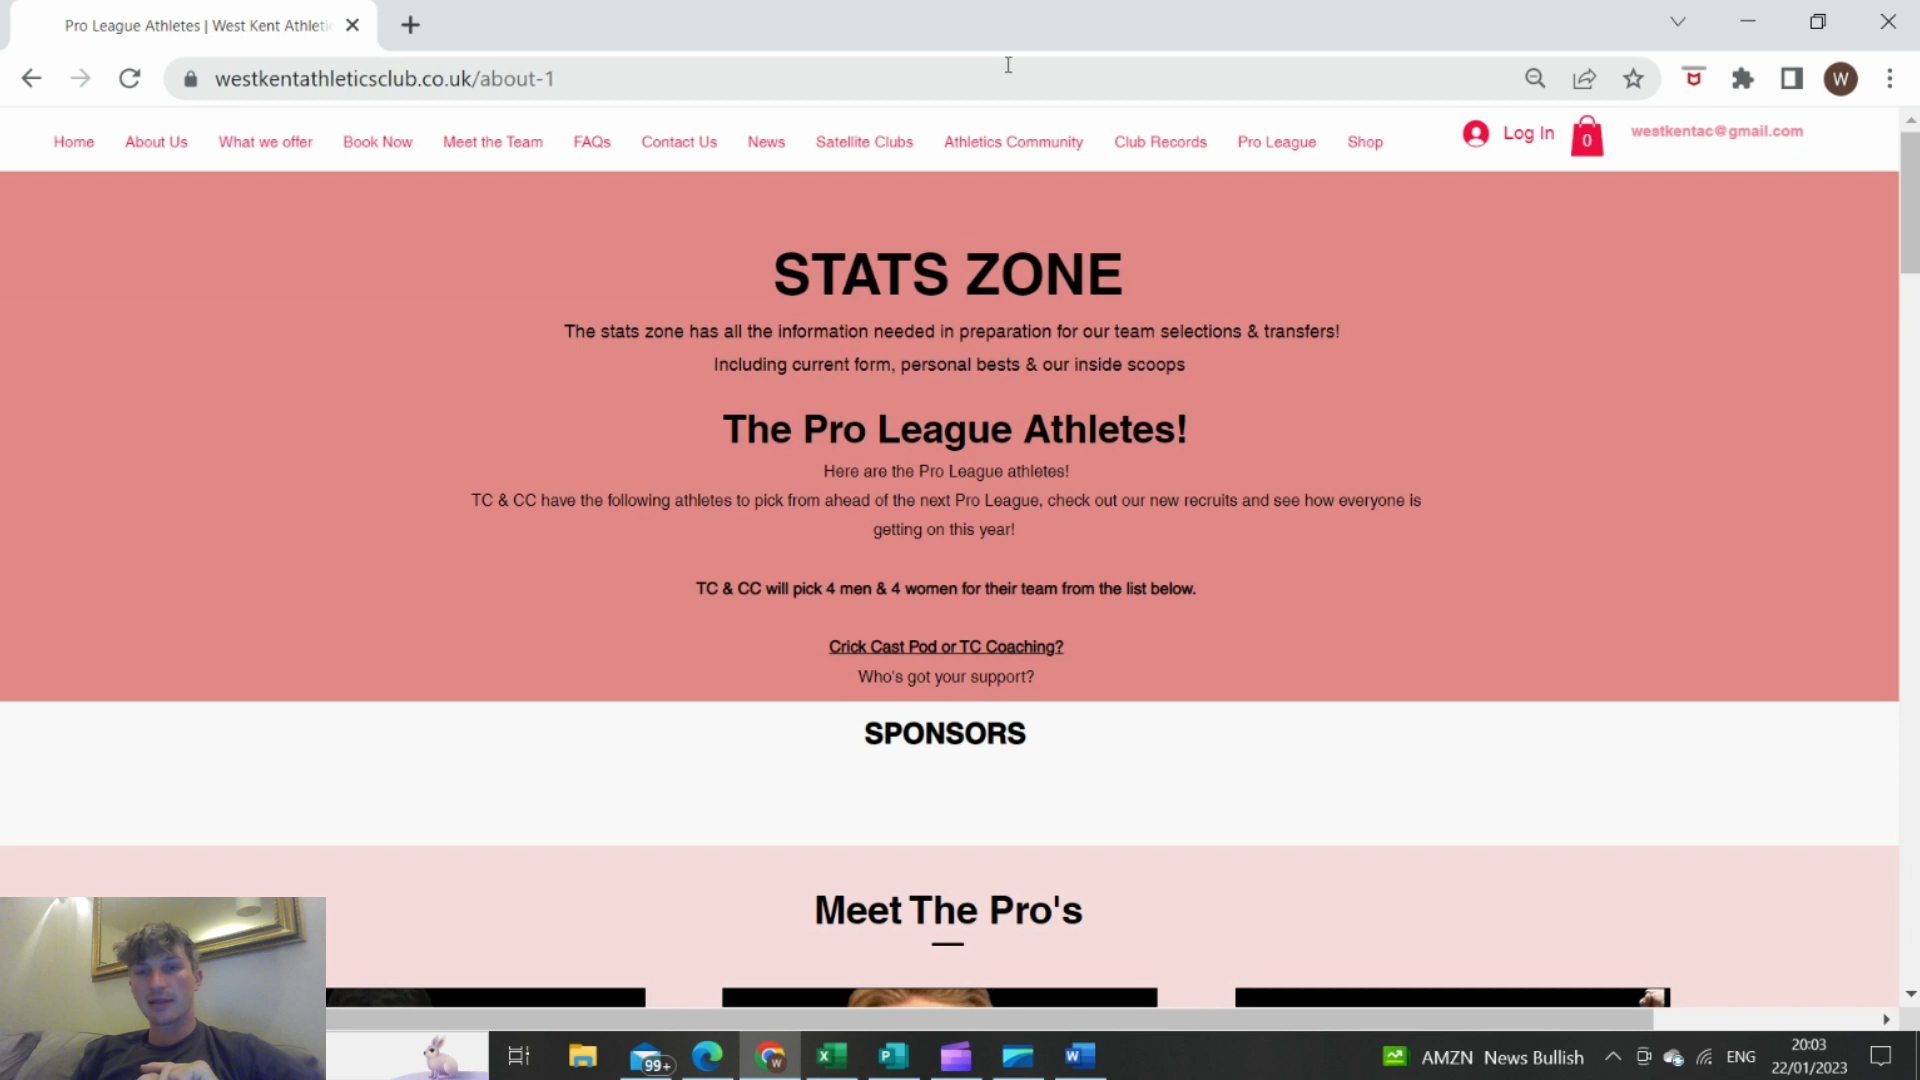 Pro League Athletes | West Kent Athleti
westkentathleticsclub.co.uk/about-1
W
Home About Us What we offer Book Now Meet the Team FAQs Contact Us News Satellite Clubs Athletics Community Club Records Pro League Shop Log In 0 westkentac@gmail.com
STATS ZONE
The stats zone has all the information needed in preparation for our team selections & transfers!
Including current form, personal bests & our inside scoops
The Pro League Athletes!
Here are the Pro League athletes!
TC & CC have the following athletes to pick from ahead of the next Pro League, check out our new recruits and see how everyone is
getting on this year!
TC & CC will pick 4 men & 4 women for their team from the list below.
Crick Cast Pod or TC Coaching?
Who's got your support?
SPONSORS
Meet The Pro's
99+ W X P W AMZN News Bullish ENG 20:03
22/01/2023